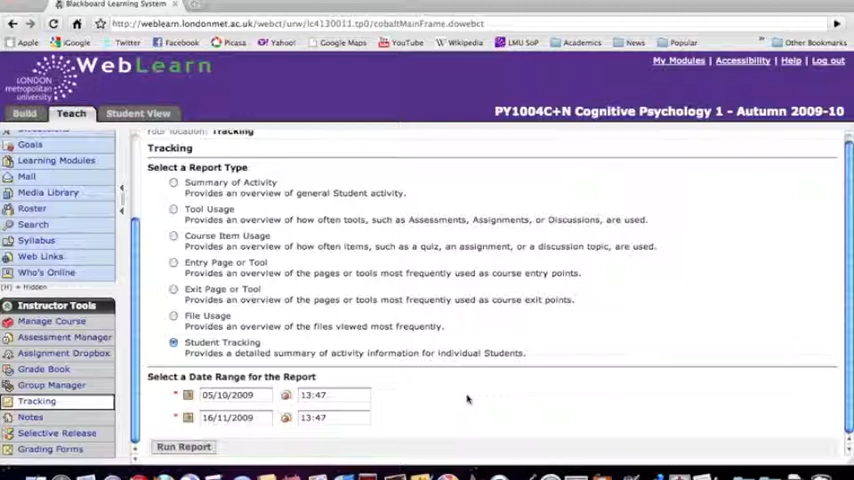 Blackboard Learning System
http://weblearn.londonmet.ac.uk/webct/urw/lc4130011.tp0/cobaltMainFrame.dowebct
Apple iGoogle Twitter Facebook Picasa Yahoo! Google Maps YouTube Wikipedia LMU SoP Academics News Popular » Other Bookmarks
WebLearn
LONDON
metropolitan
university
My Modules | Accessibility | Help | Log out
Build Teach Student View
PY1004C+N Cognitive Psychology 1 - Autumn 2009-10
Goals
Learning Modules
Mail
Media Library
Roster
Search
Syllabus
Web Links
Who's Online
[H] = Hidden
Instructor Tools
Manage Course
Assessment Manager
Assignment Dropbox
Grade Book
Group Manager
Tracking
Notes
Selective Release
Grading Forms
Your location: Tracking
Tracking
Select a Report Type
Summary of Activity
Provides an overview of general Student activity.
Tool Usage
Provides an overview of how often tools, such as Assessments, Assignments, or Discussions, are used.
Course Item Usage
Provides an overview of how often items, such as a quiz, an assignment, or a discussion topic, are used.
Entry Page or Tool
Provides an overview of the pages or tools most frequently used as course entry points.
Exit Page or Tool
Provides an overview of the pages or tools most frequently used as course exit points.
File Usage
Provides an overview of the files viewed most frequently.
Student Tracking
Provides a detailed summary of activity information for individual Students.
Select a Date Range for the Report
* 05/10/2009 13:47
* 16/11/2009 13:47
Run Report